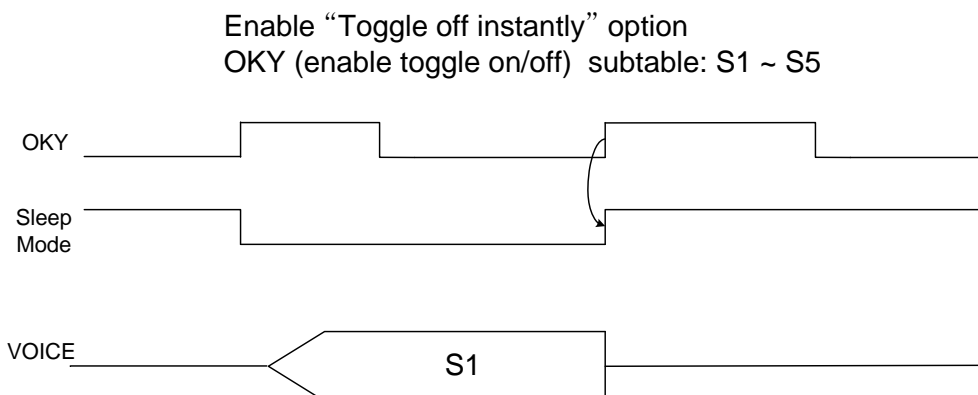 Enable “Toggle off instantly” option
OKY (enable toggle on/off) subtable: S1 ~ S5
OKY
Sleep
Mode
VOICE
S1